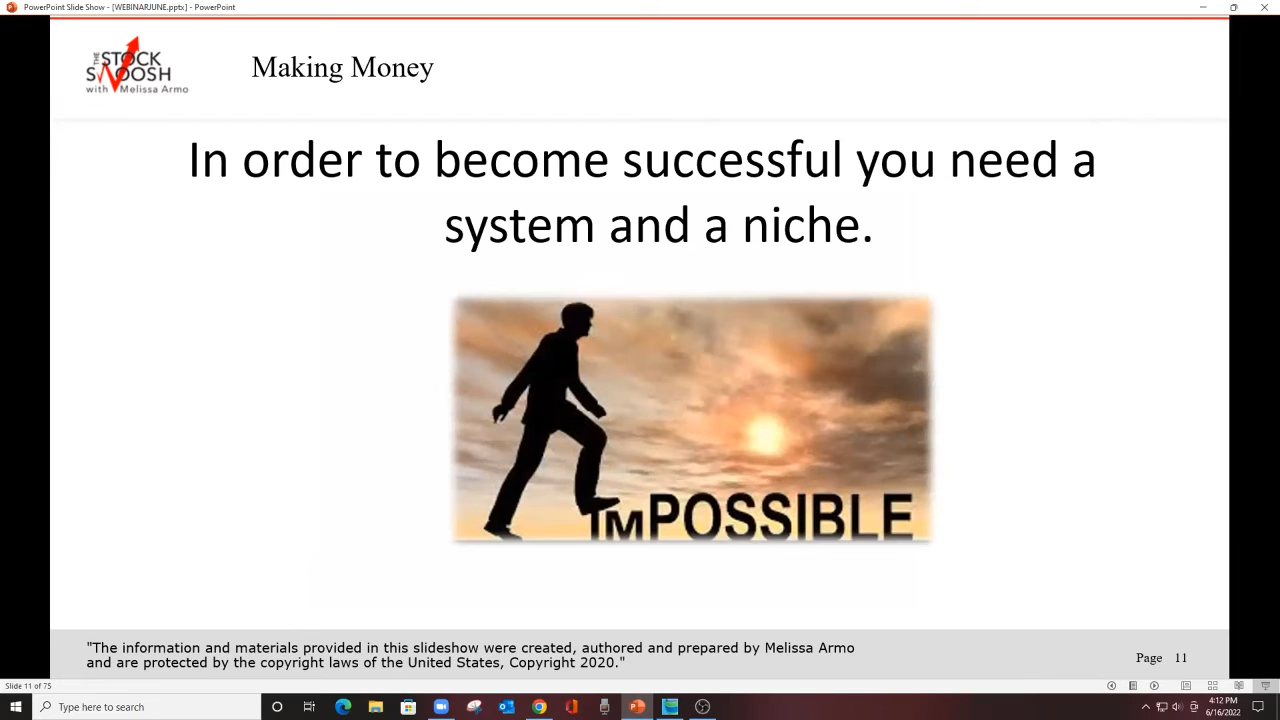 PowerPoint Slide Show - [WEBINARJUNE.pptx] - PowerPoint
THE
STOCK
SWOOSH
with Melissa Armo
Making Money
In order to become successful you need a
system and a niche.
IMPOSSIBLE
"The information and materials provided in this slideshow were created, authored and prepared by Melissa Armo
and are protected by the copyright laws of the United States, Copyright 2020."
Page 11
Slide 11 of 75
Type here to search
4:12 PM
6/16/2022